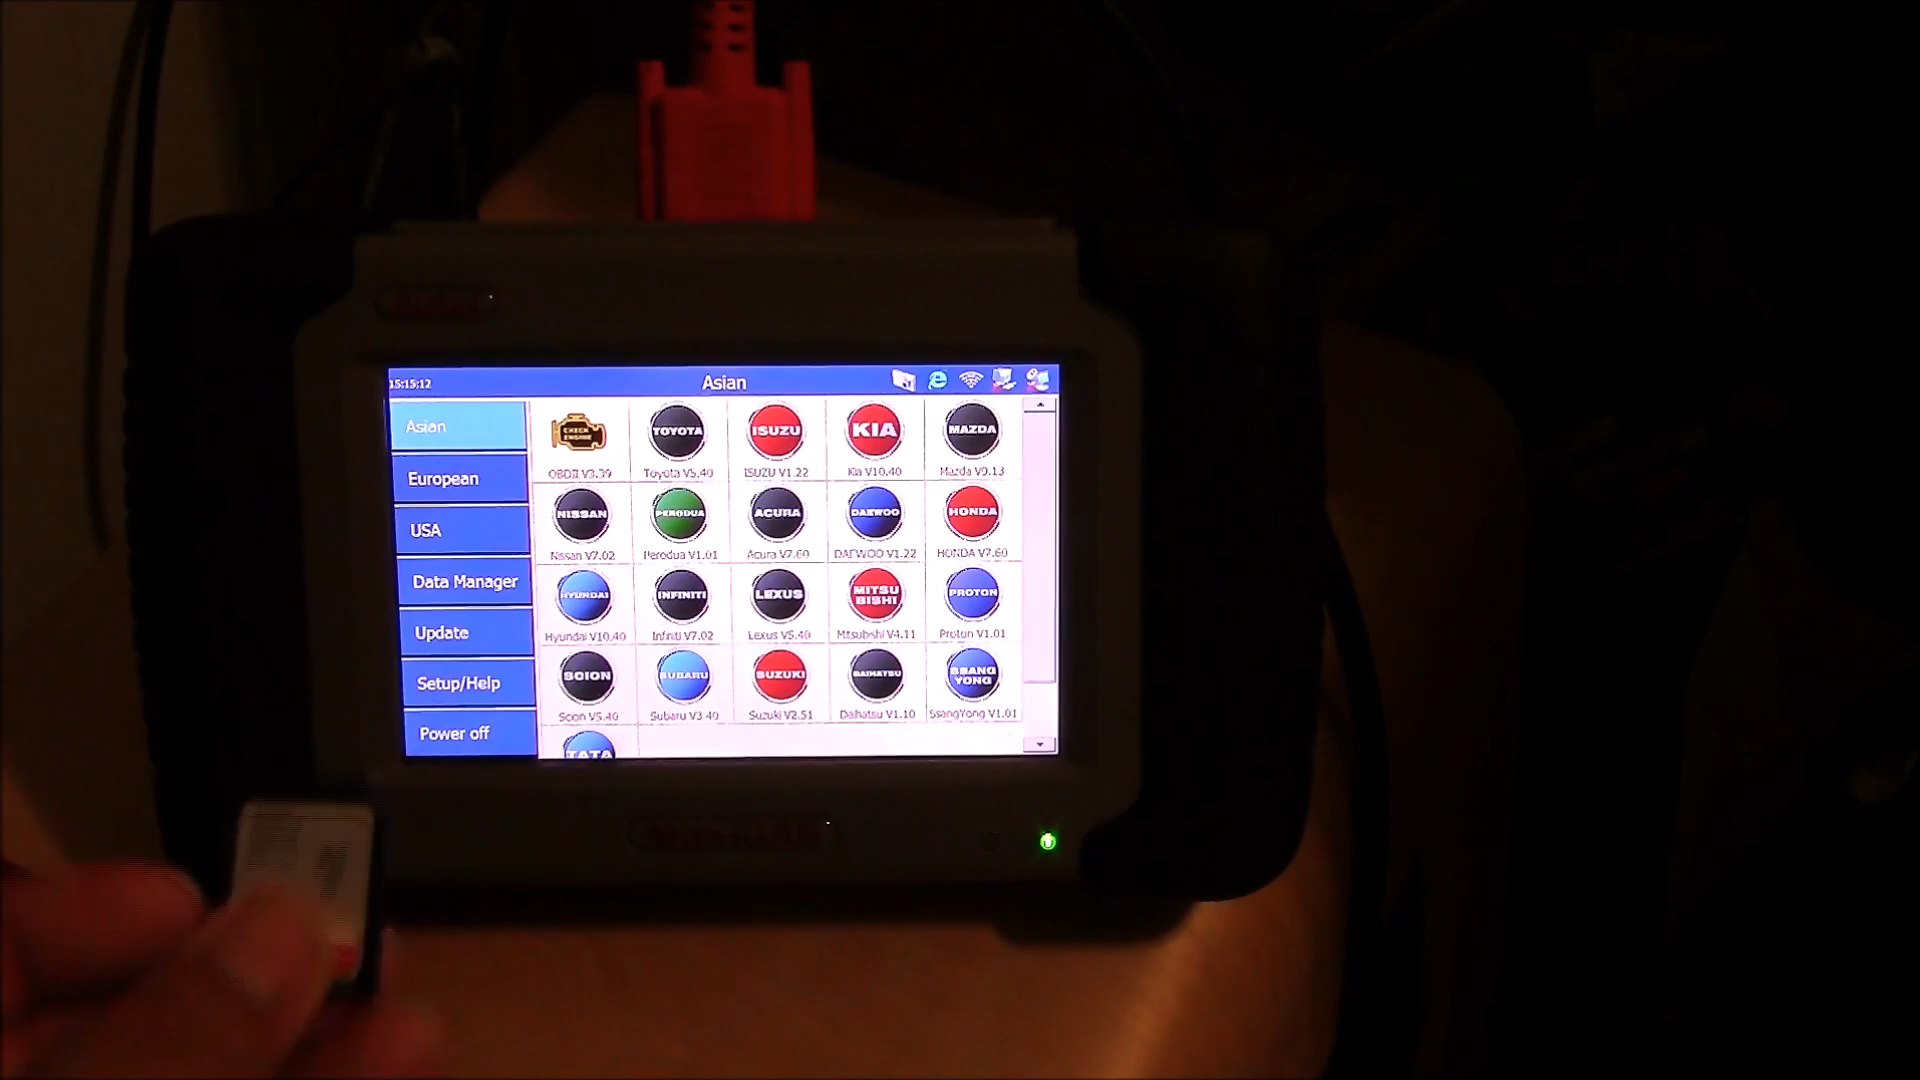 15:15:12
Asian
Asian
European
USA
Data Manager
Update
Setup/Help
Power off
CHECK ENGINE
TOYOTA
ISUZU
KIA
MAZDA
OBDII V3.39
Toyota V5.40
ISUZU V1.22
Kia V10.40
Mazda V9.13
NISSAN
PERODUA
ACURA
DAEWOO
HONDA
Nissan V7.02
Perodua V1.01
Acura V7.60
DAEWOO V1.22
HONDA V7.60
HYUNDAI
INFINITI
LEXUS
MITSU
BISHI
PROTON
Hyundai V10.40
Infiniti V7.02
Lexus V5.40
Mitsubishi V4.11
Proton V1.01
SCION
SUBARU
SUZUKI
DAIHATSU
SSANG
YONG
Scion V5.40
Subaru V3.40
Suzuki V2.51
Daihatsu V1.10
SsangYong V1.01
TATA